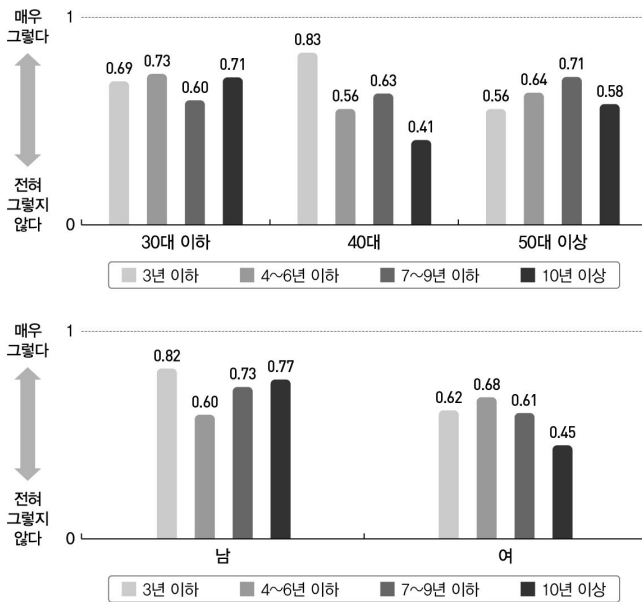 매우
그렇다
전혀
그렇지
않다
1
0
0.69 0.73 0.60 0.71
0.83 0.56 0.63 0.41
0.56 0.64 0.71 0.58
30대 이하 40대 50대 이상
3년 이하 4~6년 이하 7~9년 이하 10년 이상
매우
그렇다
전혀
그렇지
않다
1
0
0.82 0.60 0.73 0.77
0.62 0.68 0.61 0.45
남 여
3년 이하 4~6년 이하 7~9년 이하 10년 이상